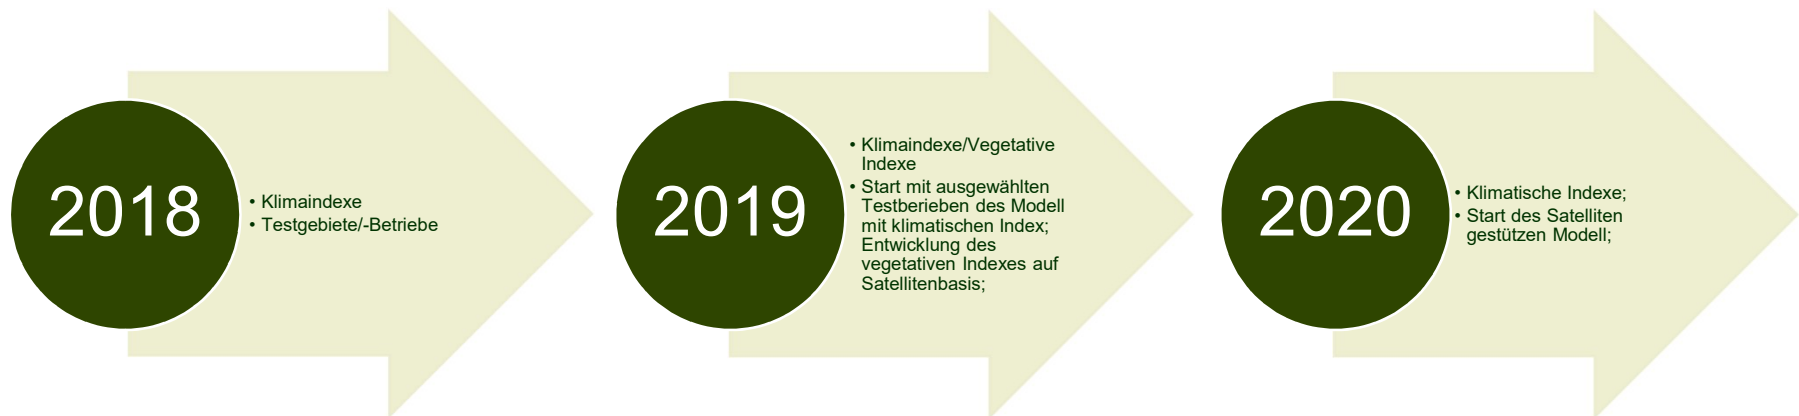 2018
• Klimaindexe
• Testgebiete/-Betriebe
2019
• Klimaindexe/Vegetative
Indexe
• Start mit ausgewählten
Testberieben des Modell
mit klimatischen Index;
Entwicklung des
vegetativen Indexes auf
Satellitenbasis;
2020
• Klimatische Indexe;
• Start des Satelliten
gestützen Modell;